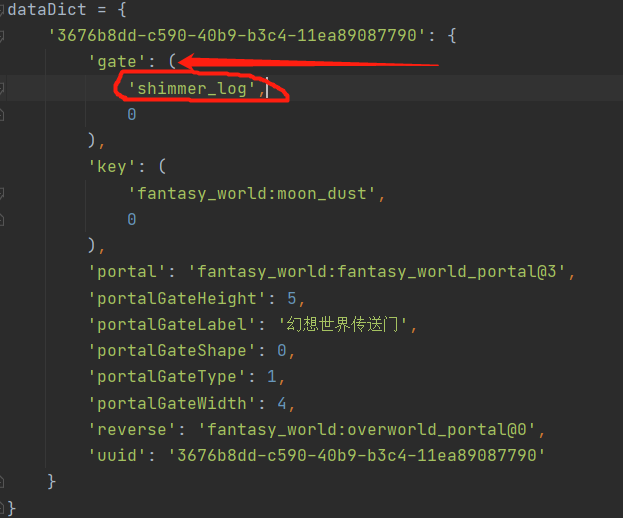 dataDict = {
'3676b8dd-c590-40b9-b3c4-11ea89087790': {
'gate': (
'shimmer_log',
0
),
'key': (
'fantasy_world:moon_dust',
0
),
'portal': 'fantasy_world:fantasy_world_portal@3',
'portalGateHeight': 5,
'portalGateLabel': '幻想世界传送门',
'portalGateShape': 0,
'portalGateType': 1,
'portalGateWidth': 4,
'reverse': 'fantasy_world:overworld_portal@0',
'uuid': '3676b8dd-c590-40b9-b3c4-11ea89087790'
}
}